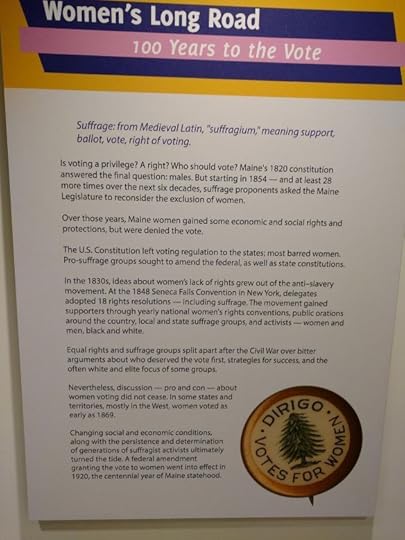 Women's Long Road
100 Years to the Vote
Suffrage: from Medieval Latin, "suffragium," meaning support,
ballot, vote, right of voting.
Is voting a privilege? A right? Who should vote? Maine's 1820 constitution
answered the final question: males. But starting in 1854 — and at least 28
more times over the next six decades, suffrage proponents asked the Maine
Legislature to reconsider the exclusion of women.
Over those years, Maine women gained some economic and social rights and
protections, but were denied the vote.
The U.S. Constitution left voting regulation to the states; most barred women.
Pro-suffrage groups sought to amend the federal, as well as state constitutions.
In the 1830s, ideas about women's lack of rights grew out of the anti-slavery
movement. At the 1848 Seneca Falls Convention in New York, delegates
adopted 18 rights resolutions — including suffrage. The movement gained
supporters through yearly national women's rights conventions, public orations
around the country, local and state suffrage groups, and activists — women and
men, black and white.
Equal rights and suffrage groups split apart after the Civil War over bitter
arguments about who deserved the vote first, strategies for success, and the
often white and elite focus of some groups.
Nevertheless, discussion — pro and con — about
women voting did not cease. In some states and
territories, mostly in the West, women voted as
early as 1869.
Changing social and economic conditions,
along with the persistence and determination
of generations of suffragist activists ultimately
turned the tide. A federal amendment
granting the vote to women went into effect in
1920, the centennial year of Maine statehood.
· DIRIGO ·
VOTES FOR WOMEN